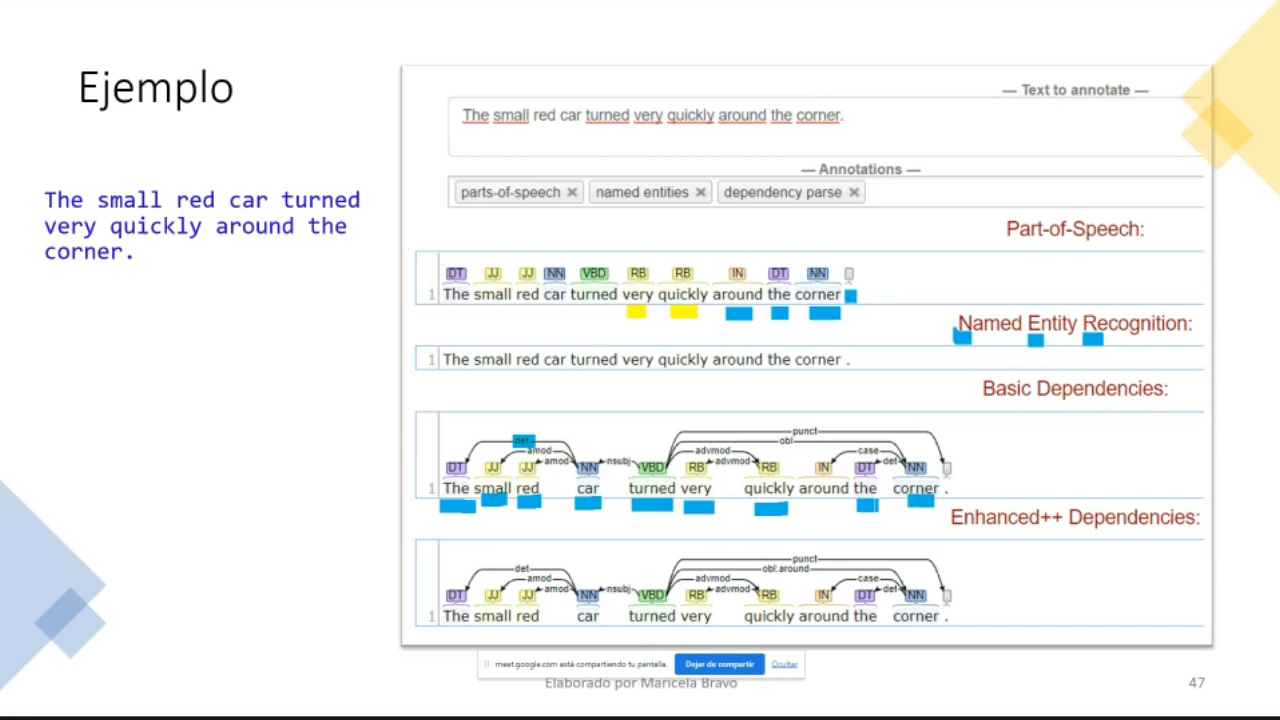 Ejemplo
The small red car turned
very quickly around the
corner.
— Text to annotate —
The small red car turned very quickly around the corner.
— Annotations —
parts-of-speech × named entities × dependency parse ×
Part-of-Speech:
DT JJ JJ NN VBD RB RB IN DT NN .
1 The small red car turned very quickly around the corner
Named Entity Recognition:
1 The small red car turned very quickly around the corner .
Basic Dependencies:
punct
obl
det
amod advmod case
amod nsubj advmod det
DT JJ JJ NN VBD RB RB IN DT NN .
1 The small red car turned very quickly around the corner .
Enhanced++ Dependencies:
punct
det obl:around
amod advmod case
amod nsubj advmod det
DT JJ JJ NN VBD RB RB IN DT NN .
1 The small red car turned very quickly around the corner .
meet.google.com está compartiendo tu pantalla. Dejar de compartir Ocultar
Elaborado por Maricela Bravo
47